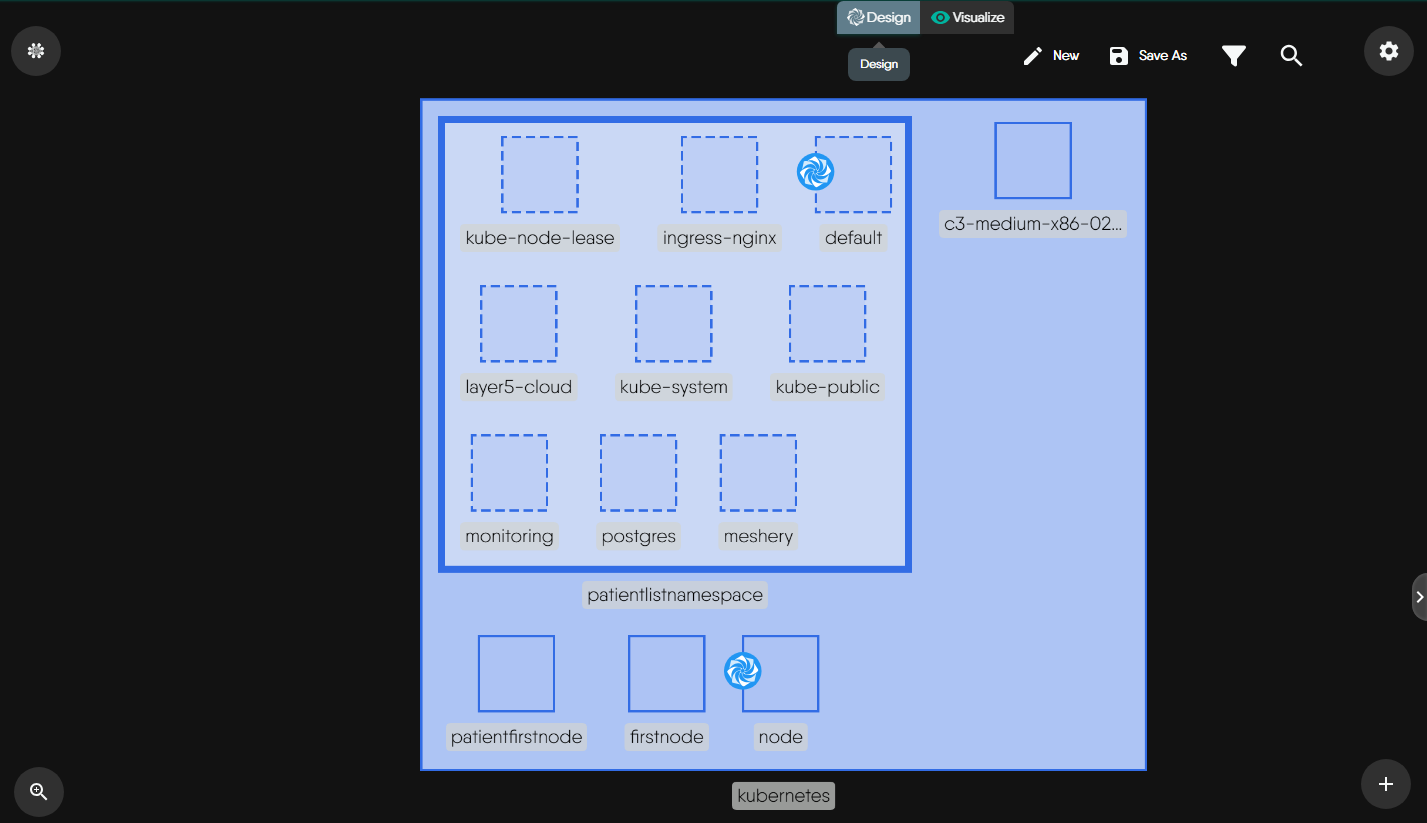 Design
Visualize
Design
New
Save As
kube-node-lease
ingress-nginx
default
c3-medium-x86-02...
layer5-cloud
kube-system
kube-public
monitoring
postgres
meshery
patientlistnamespace
patientfirstnode
firstnode
node
kubernetes